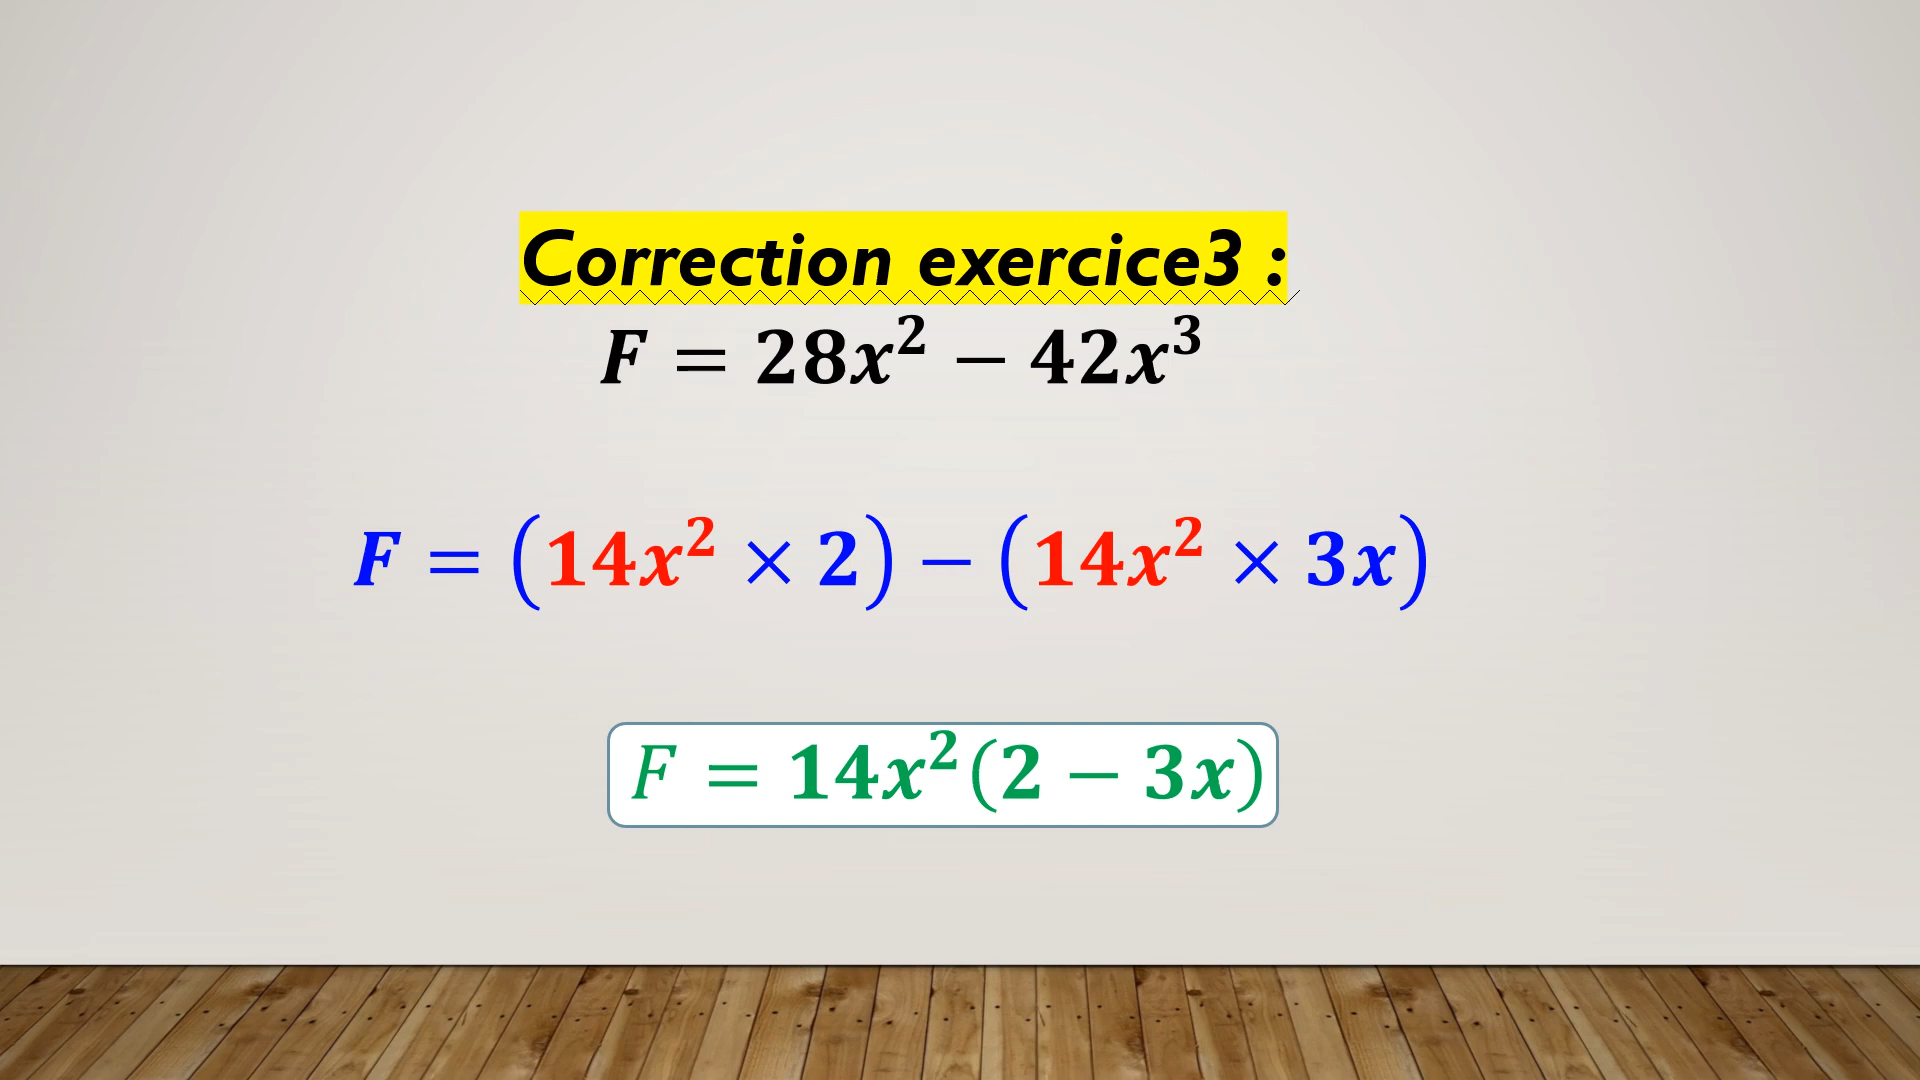 Correction exercice3 :
F = 28x² − 42x³
F = (14x² × 2) − (14x² × 3x)
F = 14x²(2 − 3x)